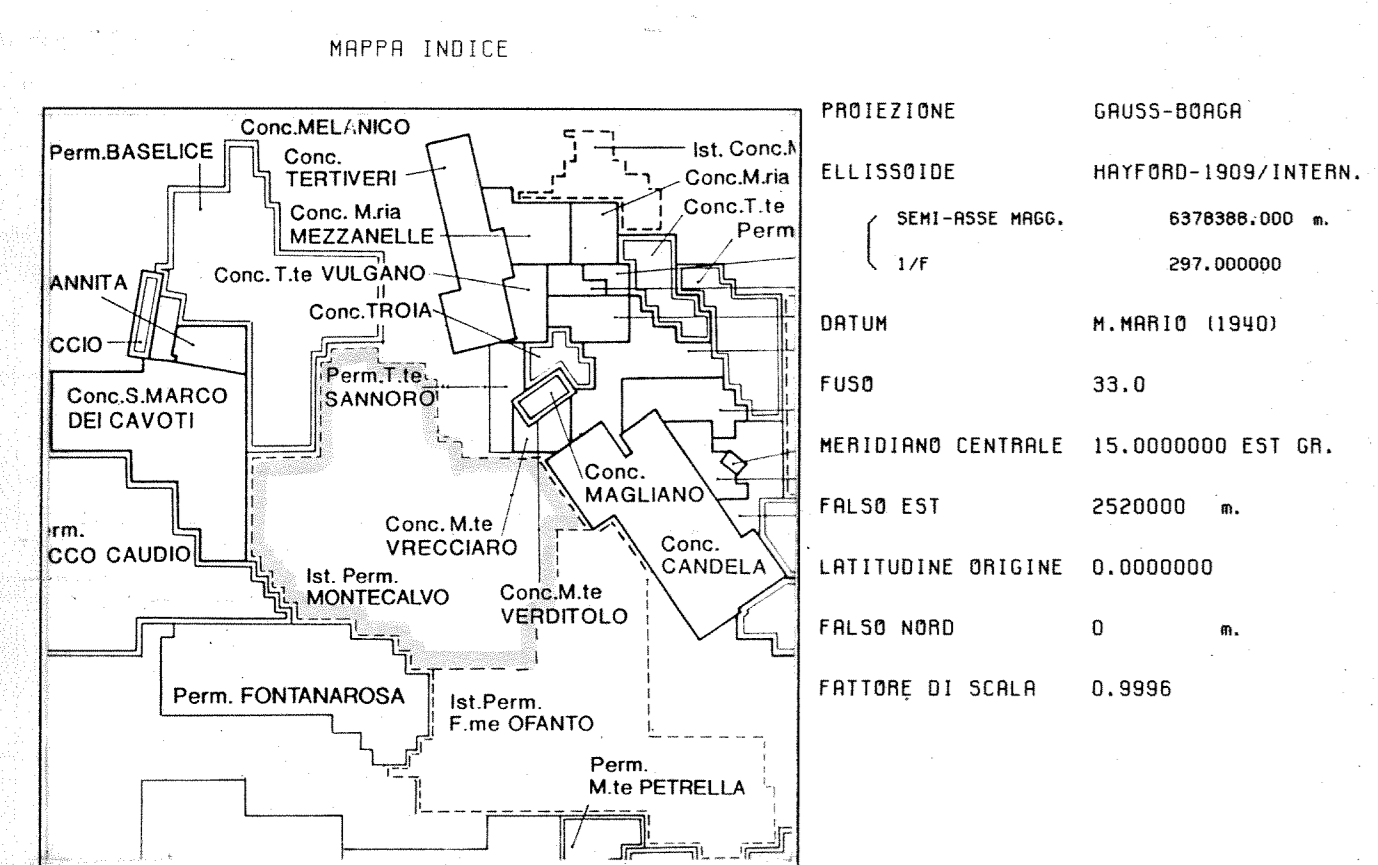 MAPPA INDICE
Conc.MELANICO
Perm.BASELICE
Conc.
TERTIVERI
Ist. Conc.M
Conc.M.ria
Conc. M.ria
MEZZANELLE
Conc.T.te
Perm
ANNITA
Conc. T.te VULGANO
Conc.TROIA
CCIO
Perm.T.te
SANNORO
Conc.S.MARCO
DEI CAVOTI
Conc.
MAGLIANO
Conc. M.te
VRECCIARO
rm.
CCO CAUDIO
Conc.
CANDELA
Ist. Perm.
MONTECALVO
Conc.M.te
VERDITOLO
Perm. FONTANAROSA
Ist.Perm.
F.me OFANTO
Perm.
M.te PETRELLA
PROIEZIONE GAUSS-BOAGA
ELLISSOIDE HAYFORD-1909/INTERN.
SEMI-ASSE MAGG. 6378388.000 m.
1/F 297.000000
DATUM M.MARIO (1940)
FUSO 33.0
MERIDIANO CENTRALE 15.0000000 EST GR.
FALSO EST 2520000 m.
LATITUDINE ORIGINE 0.0000000
FALSO NORD 0 m.
FATTORE DI SCALA 0.9996